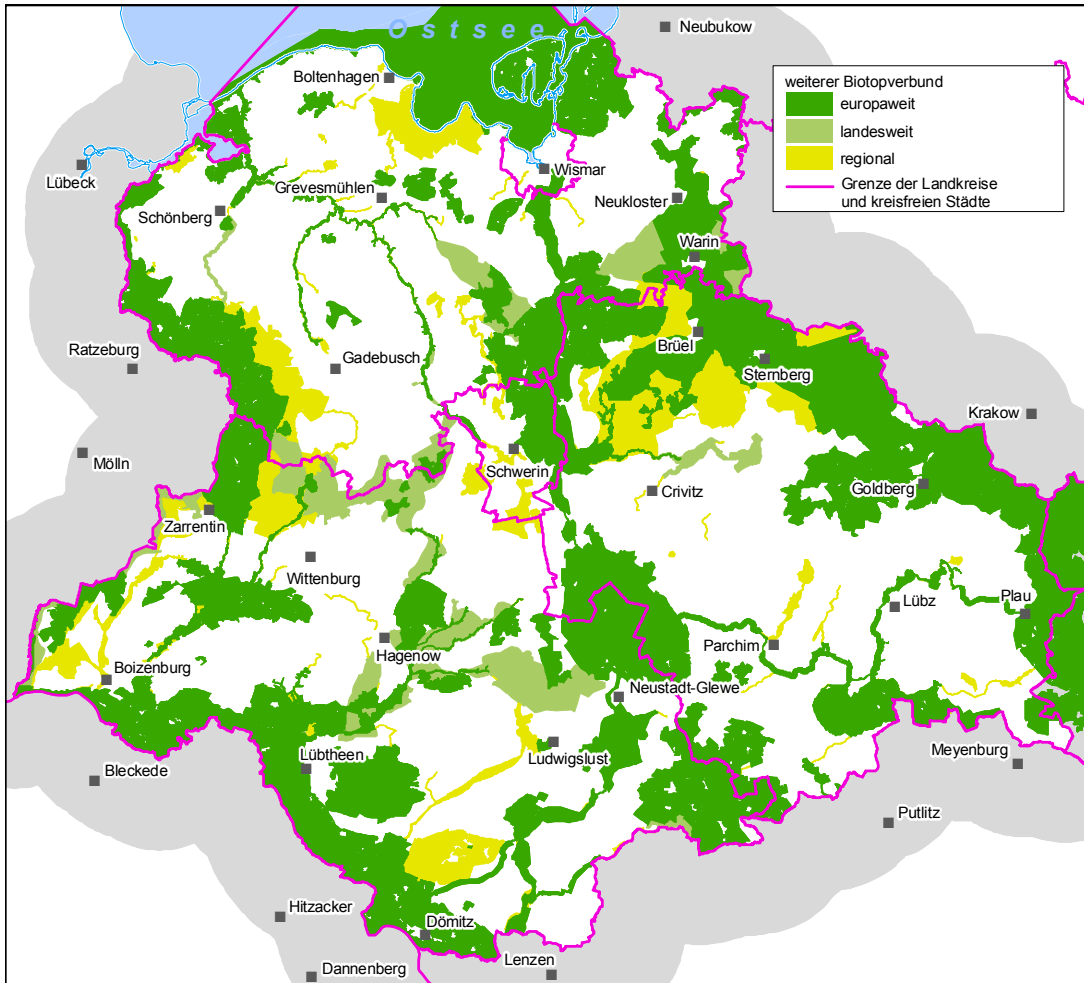 Ostsee
Neubukow
Boltenhagen
weiterer Biotopverbund
europaweit
landesweit
regional
Grenze der Landkreise
und kreisfreien Städte
Lübeck
Wismar
Grevesmühlen
Neukloster
Schönberg
Warin
Ratzeburg
Gadebusch
Brüel
Sternberg
Krakow
Mölln
Schwerin
Goldberg
Crivitz
Zarrentin
Wittenburg
Lübz
Plau
Hagenow
Parchim
Boizenburg
Neustadt-Glewe
Ludwigslust
Meyenburg
Lübtheen
Bleckede
Putlitz
Hitzacker
Dömitz
Lenzen
Dannenberg